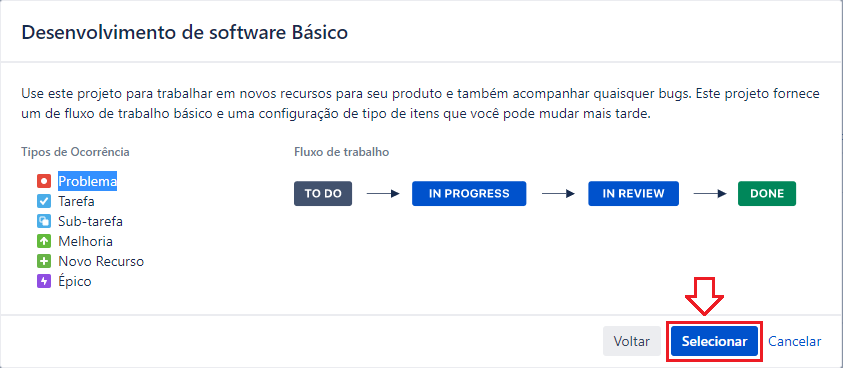 Desenvolvimento de software Básico
Use este projeto para trabalhar em novos recursos para seu produto e também acompanhar quaisquer bugs. Este projeto fornece
um de fluxo de trabalho básico e uma configuração de tipo de itens que você pode mudar mais tarde.
Tipos de Ocorrência
Problema
Tarefa
Sub-tarefa
Melhoria
Novo Recurso
Épico
Fluxo de trabalho
TO DO
IN PROGRESS
IN REVIEW
DONE
Voltar
Selecionar
Cancelar